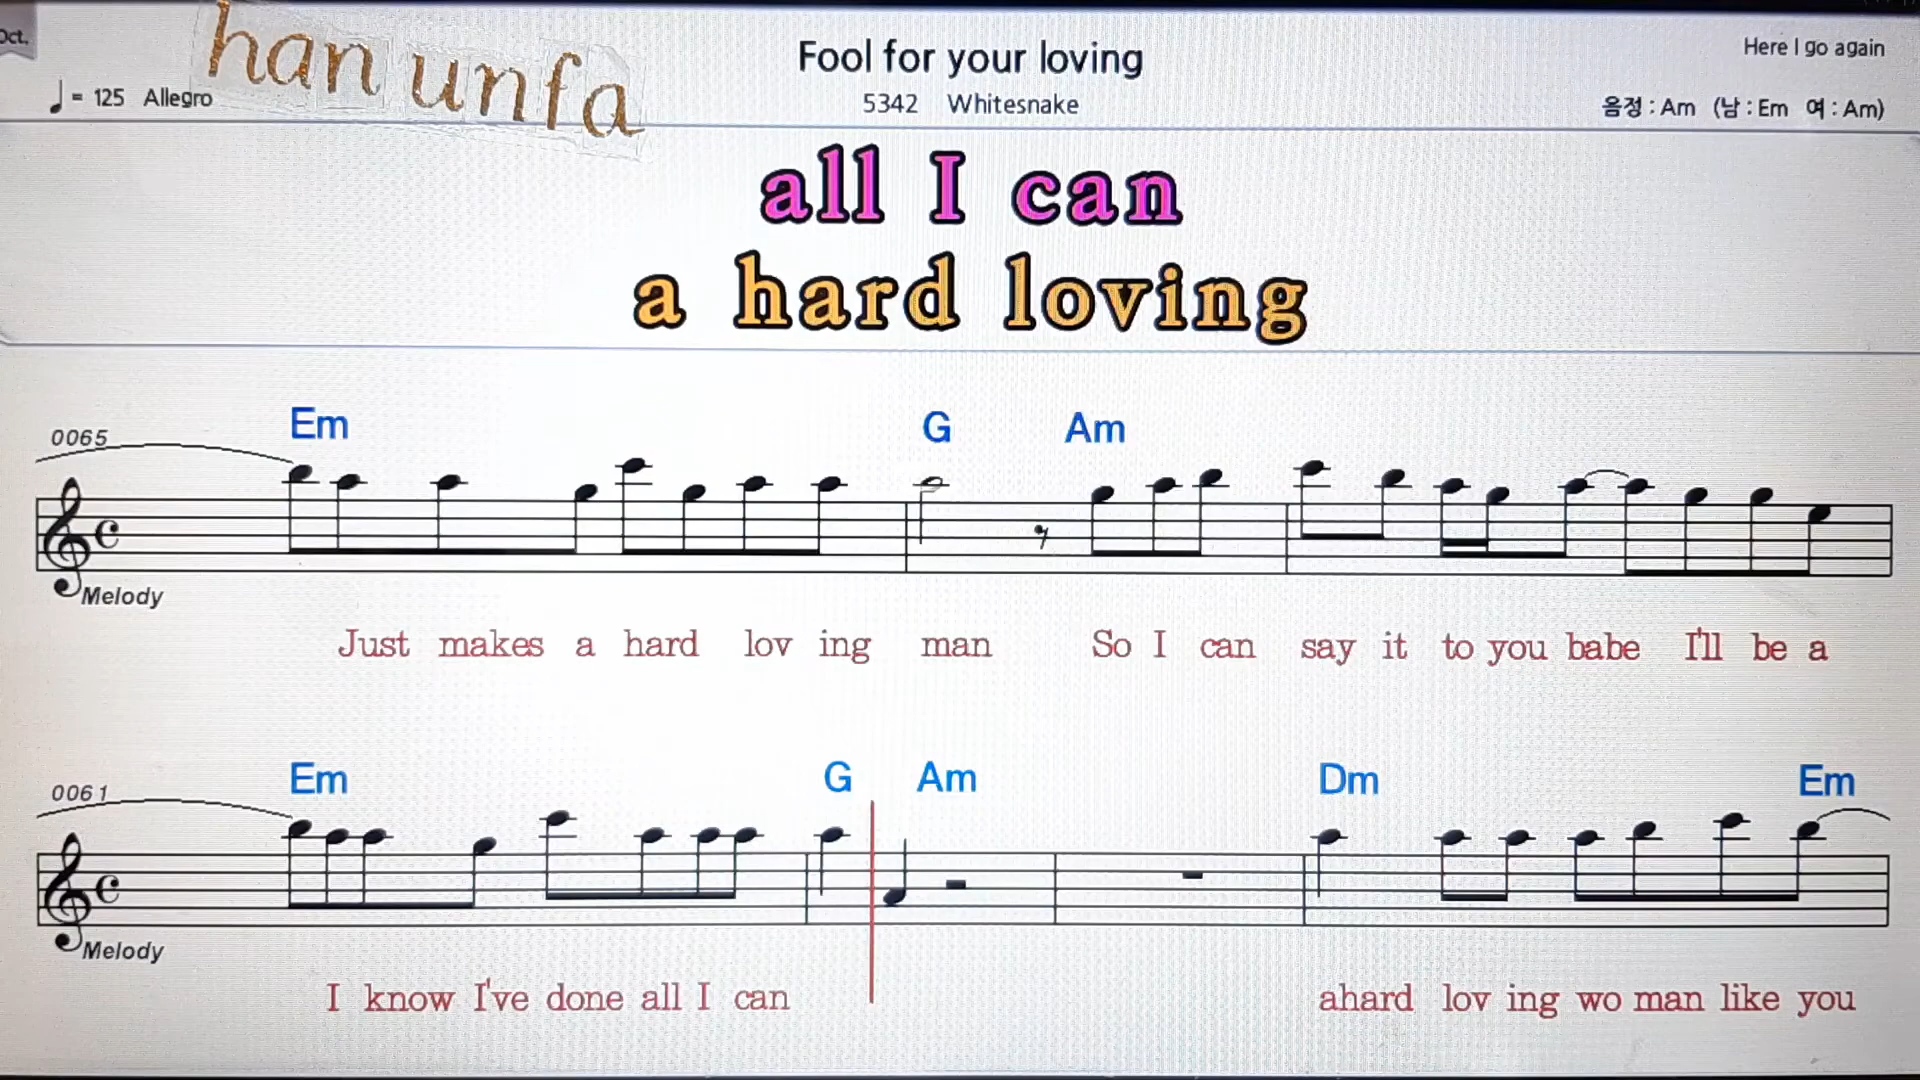 Oct.
han unfa
Fool for your loving
Here I go again
♩= 125 Allegro
5342 Whitesnake
음정 : Am (남 : Em 여 : Am)
all I can
a hard loving
Em G Am
0065
Melody
Just makes a hard lov ing man So I can say it to you babe I'll be a
Em G Am Dm Em
0061
Melody
I know I've done all I can ahard lov ing wo man like you